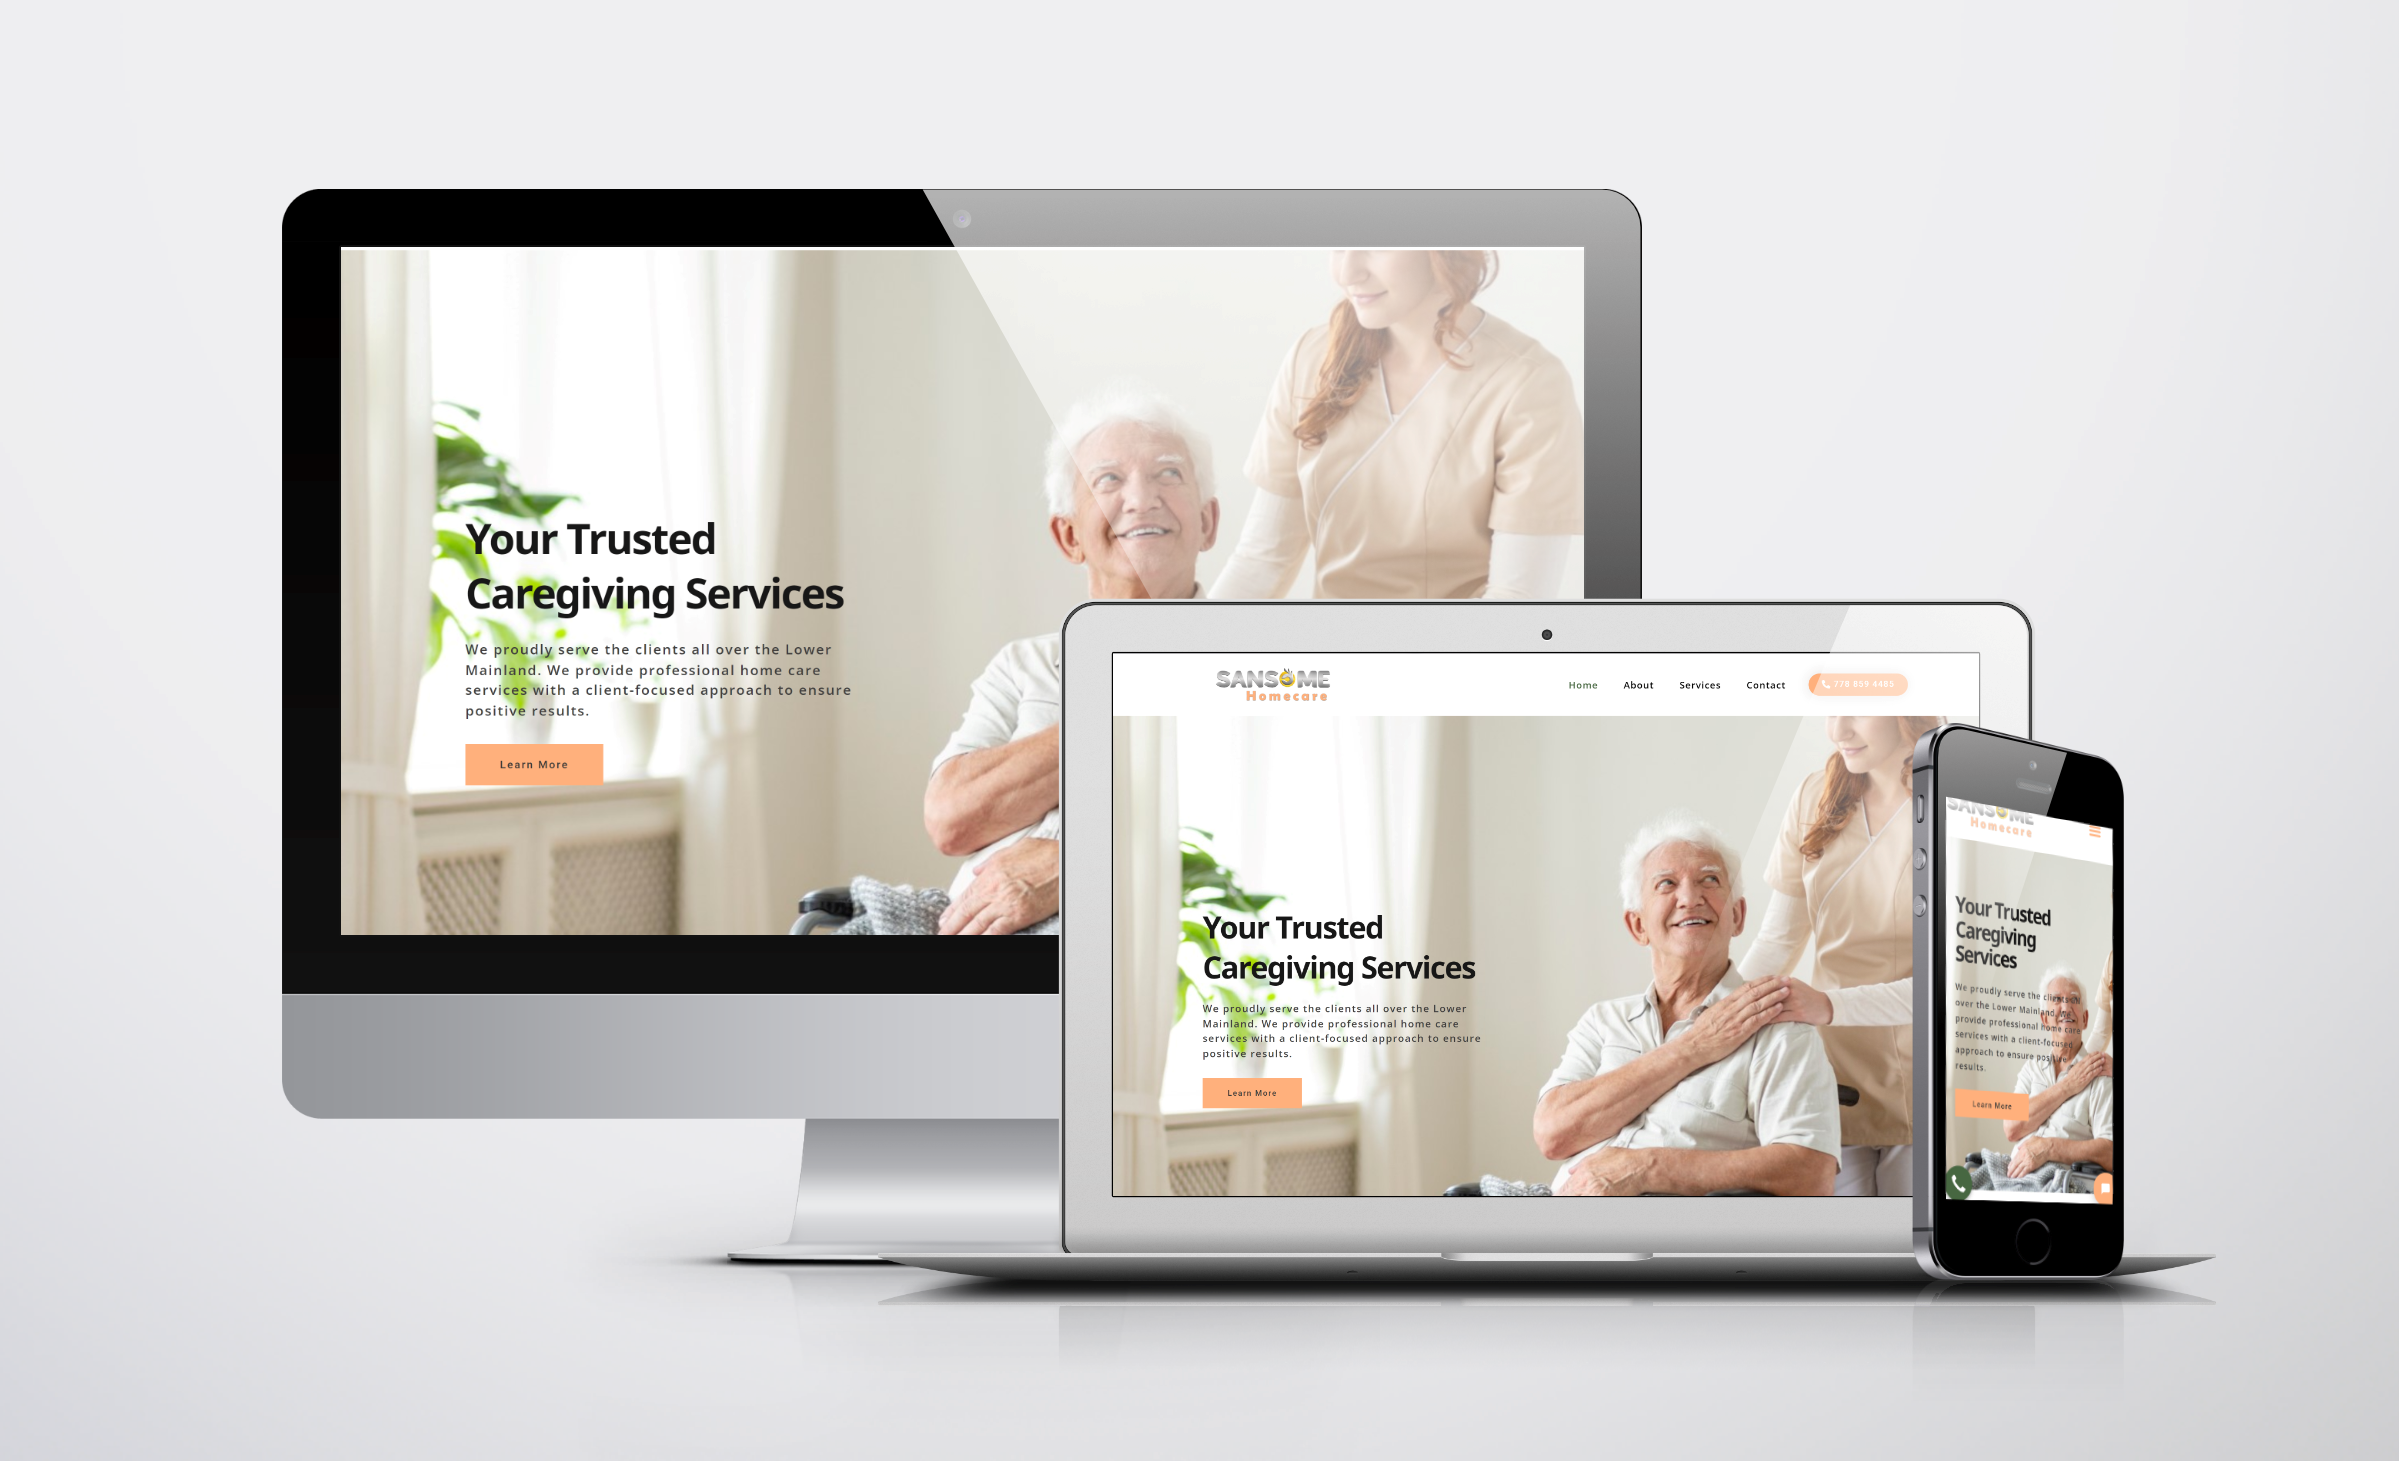 Your Trusted
Caregiving Services
We proudly serve the clients all over the Lower
Mainland. We provide professional home care
services with a client-focused approach to ensure
positive results.
Learn More
SANSOME
Homecare
Home About Services Contact 778 859 4485
Your Trusted
Caregiving Services
We proudly serve the clients all over the Lower
Mainland. We provide professional home care
services with a client-focused approach to ensure
positive results.
Learn More
SANSOME
Homecare
Your Trusted
Caregiving
Services
We proudly serve the clients all
over the Lower Mainland. We
provide professional home care
services with a client-focused
approach to ensure positive
results.
Learn More